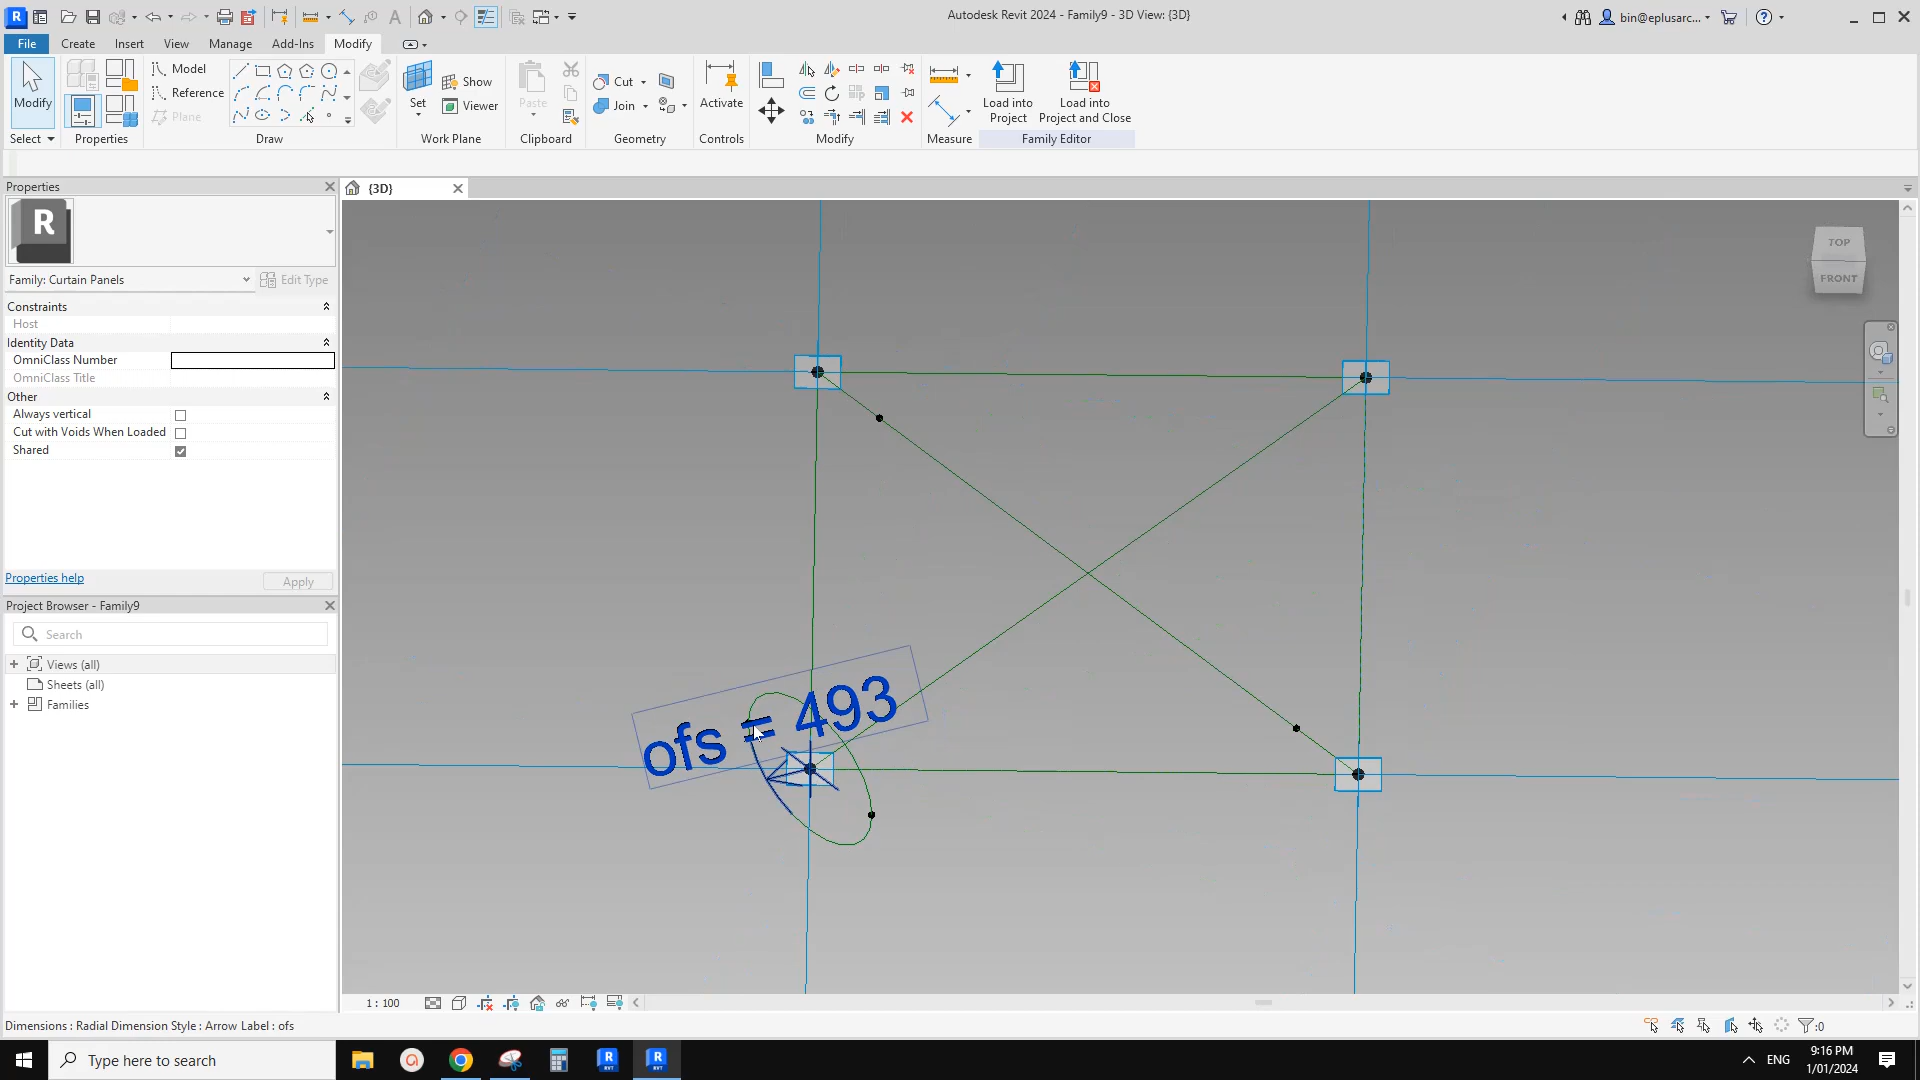 Autodesk Revit 2024 - Family9 - 3D View: {3D}
bin@eplusarc...
File
Create
Insert
View
Manage
Add-Ins
Modify
Modify
Select
Properties
Model
Reference
Plane
Draw
Set
Show
Viewer
Work Plane
Paste
Clipboard
Cut
Join
Geometry
Activate
Controls
Modify
Measure
Load into
Project
Load into
Project and Close
Family Editor
Properties
R
Family: Curtain Panels
Edit Type
Constraints
Host
Identity Data
OmniClass Number
OmniClass Title
Other
Always vertical
Cut with Voids When Loaded
Shared
Properties help
Apply
Project Browser - Family9
Search
Views (all)
Sheets (all)
Families
{3D}
TOP
FRONT
ofs = 493
1 : 100
Dimensions : Radial Dimension Style : Arrow Label : ofs
:0
Type here to search
ENG
9:16 PM
1/01/2024